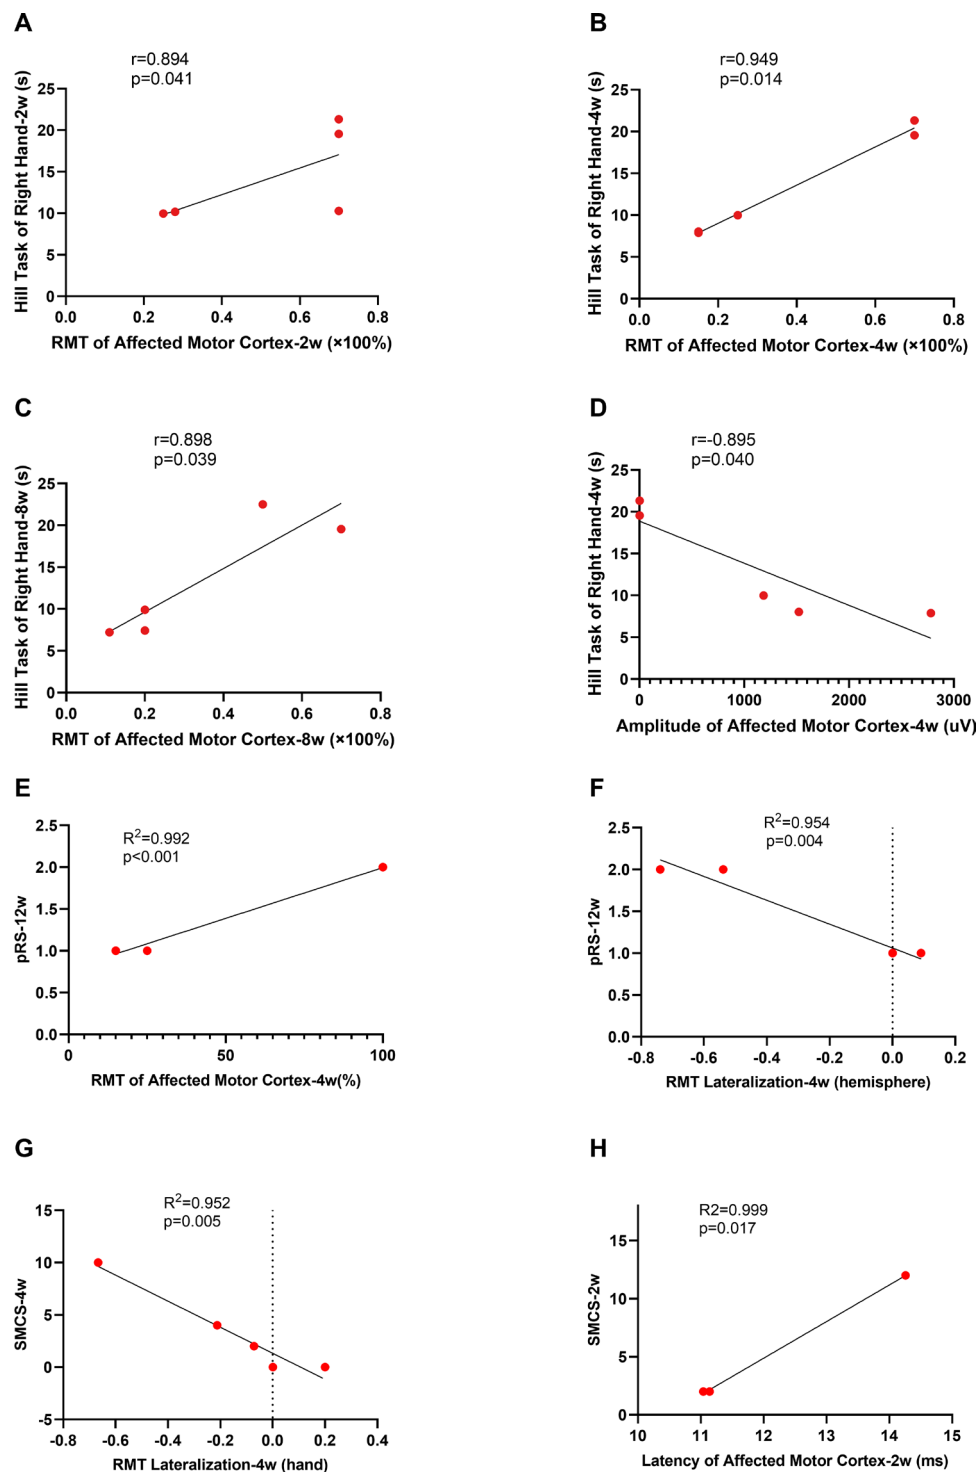 A
r=0.894
p=0.041
Hill Task of Right Hand-2w (s)
25
20
15
10
5
0
0.0 0.2 0.4 0.6 0.8
RMT of Affected Motor Cortex-2w (×100%)
B
r=0.949
p=0.014
Hill Task of Right Hand-4w (s)
25
20
15
10
5
0
0.0 0.2 0.4 0.6 0.8
RMT of Affected Motor Cortex-4w (×100%)
C
r=0.898
p=0.039
Hill Task of Right Hand-8w (s)
25
20
15
10
5
0
0.0 0.2 0.4 0.6 0.8
RMT of Affected Motor Cortex-8w (×100%)
D
r=-0.895
p=0.040
Hill Task of Right Hand-4w (s)
25
20
15
10
5
0
0 1000 2000 3000
Amplitude of Affected Motor Cortex-4w (uV)
E
R²=0.992
p<0.001
pRS-12w
2.5
2.0
1.5
1.0
0.5
0.0
0 50 100
RMT of Affected Motor Cortex-4w(%)
F
R²=0.954
p=0.004
pRS-12w
2.5
2.0
1.5
1.0
0.5
0.0
-0.8 -0.6 -0.4 -0.2 0.0 0.2
RMT Lateralization-4w (hemisphere)
G
R²=0.952
p=0.005
SMCS-4w
15
10
5
0
-5
-0.8 -0.6 -0.4 -0.2 0.0 0.2 0.4
RMT Lateralization-4w (hand)
H
R2=0.999
p=0.017
SMCS-2w
15
10
5
0
10 11 12 13 14 15
Latency of Affected Motor Cortex-2w (ms)